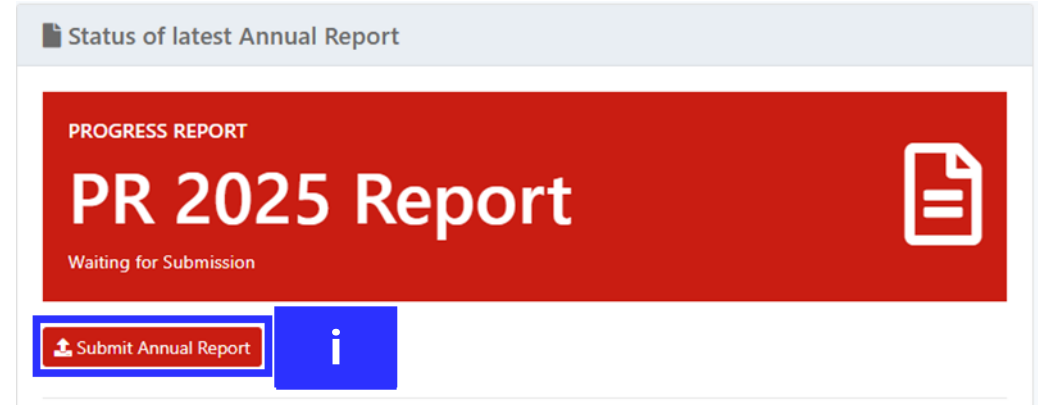 Status of latest Annual Report
PROGRESS REPORT
PR 2025 Report
Waiting for Submission
Submit Annual Report
i